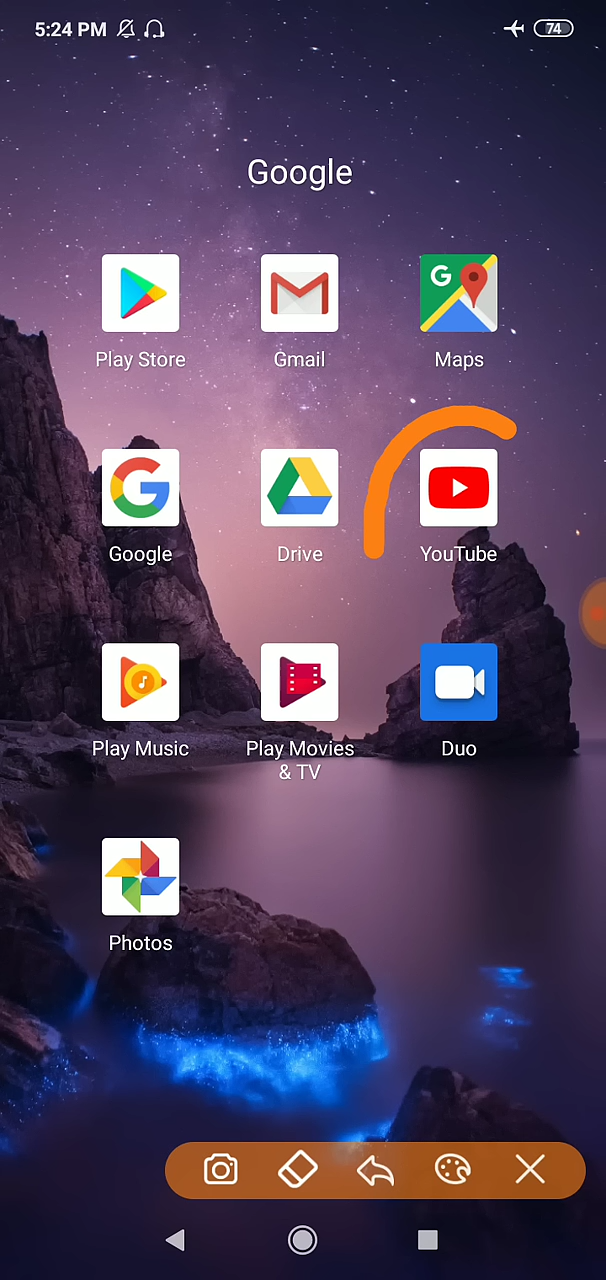 5:24 PM 74
Google
Play Store Gmail Maps
Google Drive YouTube
Play Music Play Movies & TV Duo
Photos